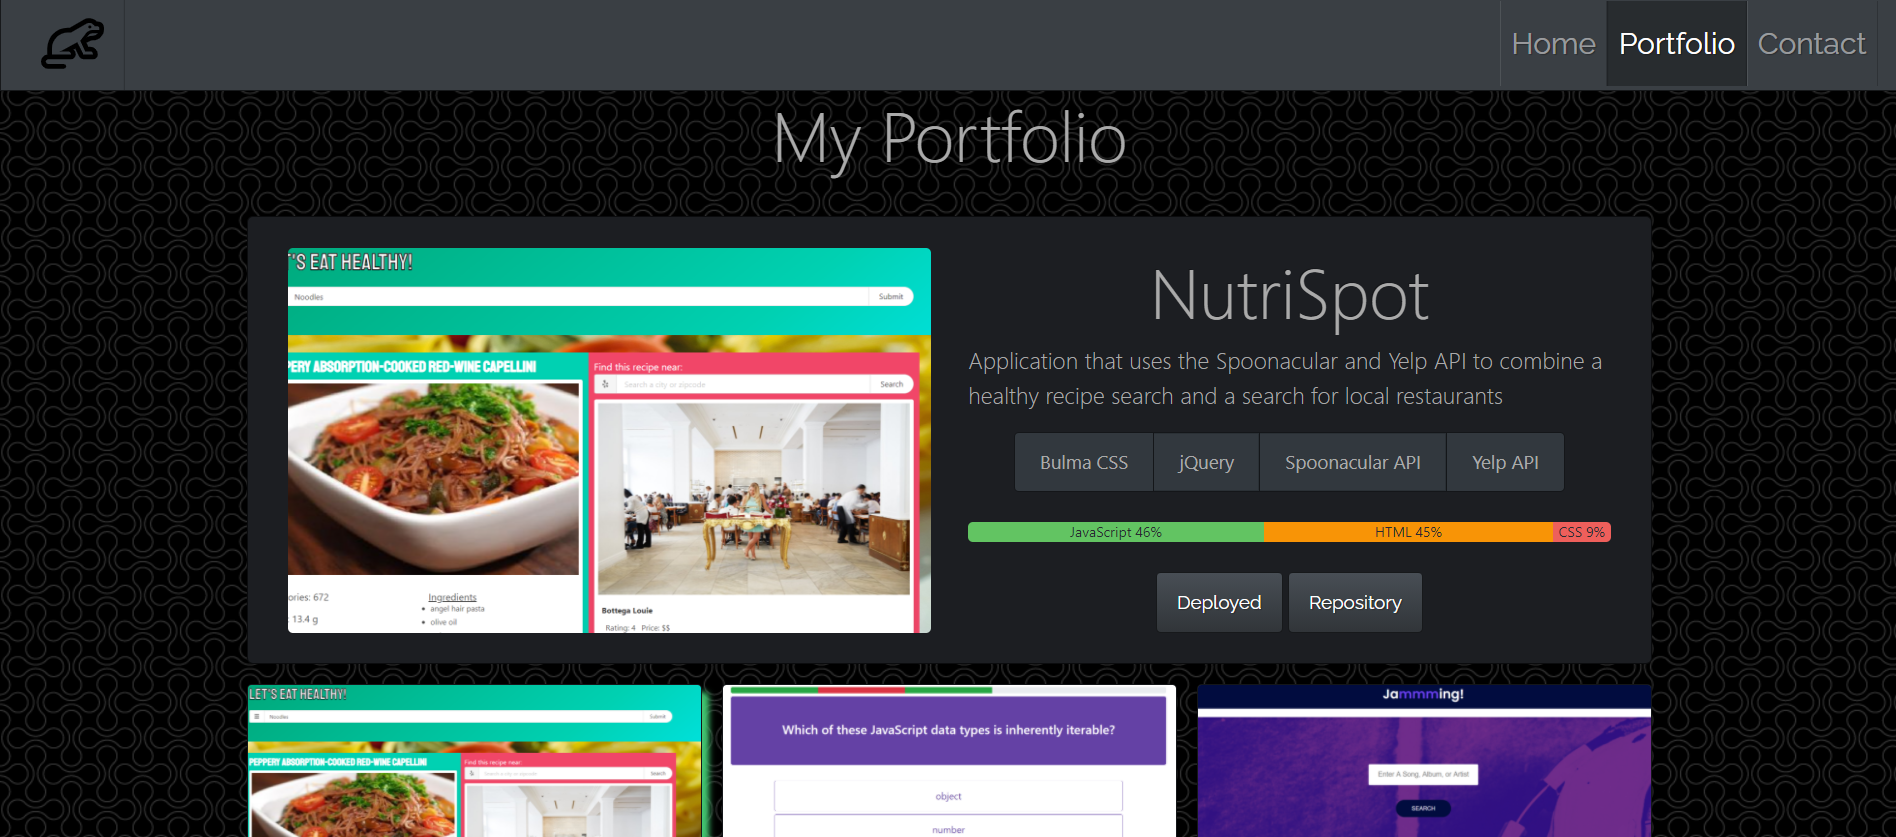 Home Portfolio Contact
My Portfolio
'S EAT HEALTHY!
Noodles Submit
PERY ABSORPTION-COOKED RED-WINE CAPELLINI
Find this recipe near:
Search a city or zipcode Search
ories: 672
13.4 g
Ingredients
angel hair pasta
olive oil
Bottega Louie
Rating: 4 Price: $$
NutriSpot
Application that uses the Spoonacular and Yelp API to combine a
healthy recipe search and a search for local restaurants
Bulma CSS jQuery Spoonacular API Yelp API
JavaScript 46% HTML 45% CSS 9%
Deployed Repository
LET'S EAT HEALTHY!
Noodles Submit
PEPPERY ABSORPTION-COOKED RED-WINE CAPELLINI
Find this recipe near:
Search a city or zipcode Search
Which of these JavaScript data types is inherently iterable?
object
number
Jammming!
Enter A Song, Album, or Artist
SEARCH